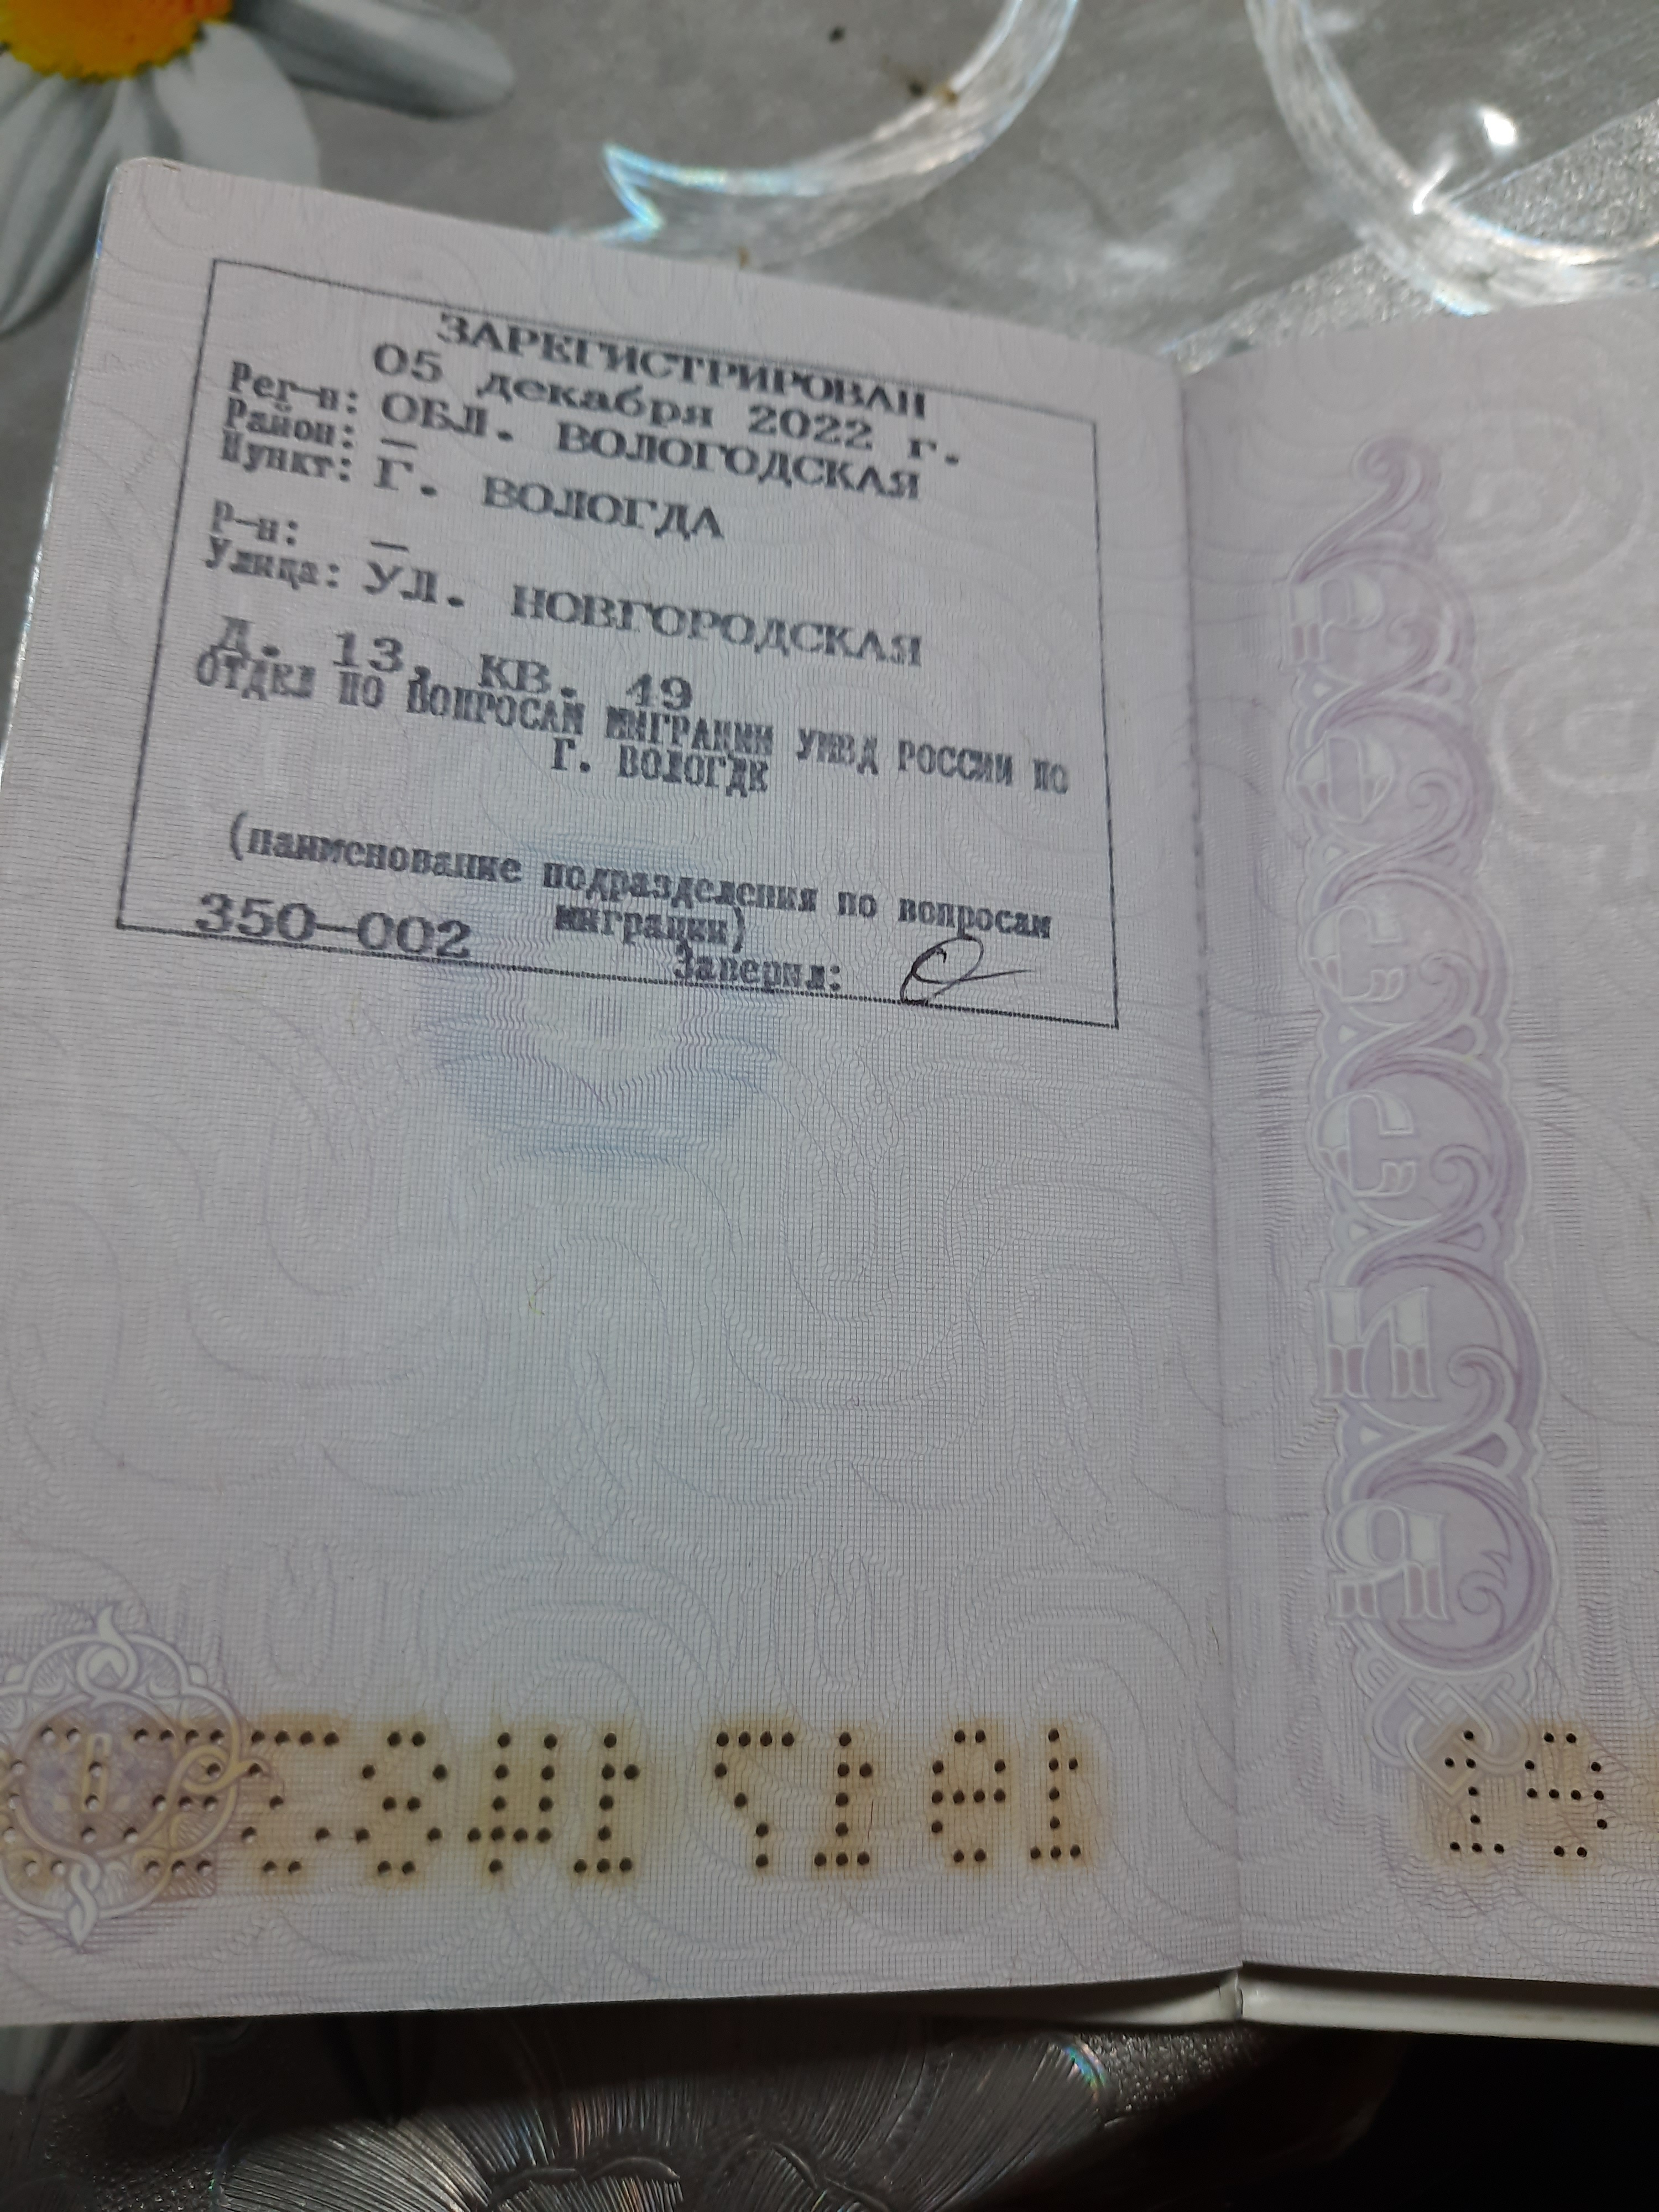 ЗАРЕГИСТРИРОВАН
05 декабря 2022 г.
Рег-н: ОБЛ. ВОЛОГОДСКАЯ
Район: –
Пункт: Г. ВОЛОГДА
Р-н: –
Улица: УЛ. НОВГОРОДСКАЯ
Д. 13, КВ. 49
ОТДЕЛ ПО ВОПРОСАМ МИГРАЦИИ УМВД РОССИИ ПО
Г. ВОЛОГДЕ
(наименование подразделения по вопросам
миграции)
350-002
Заверил:
РОССИЯ